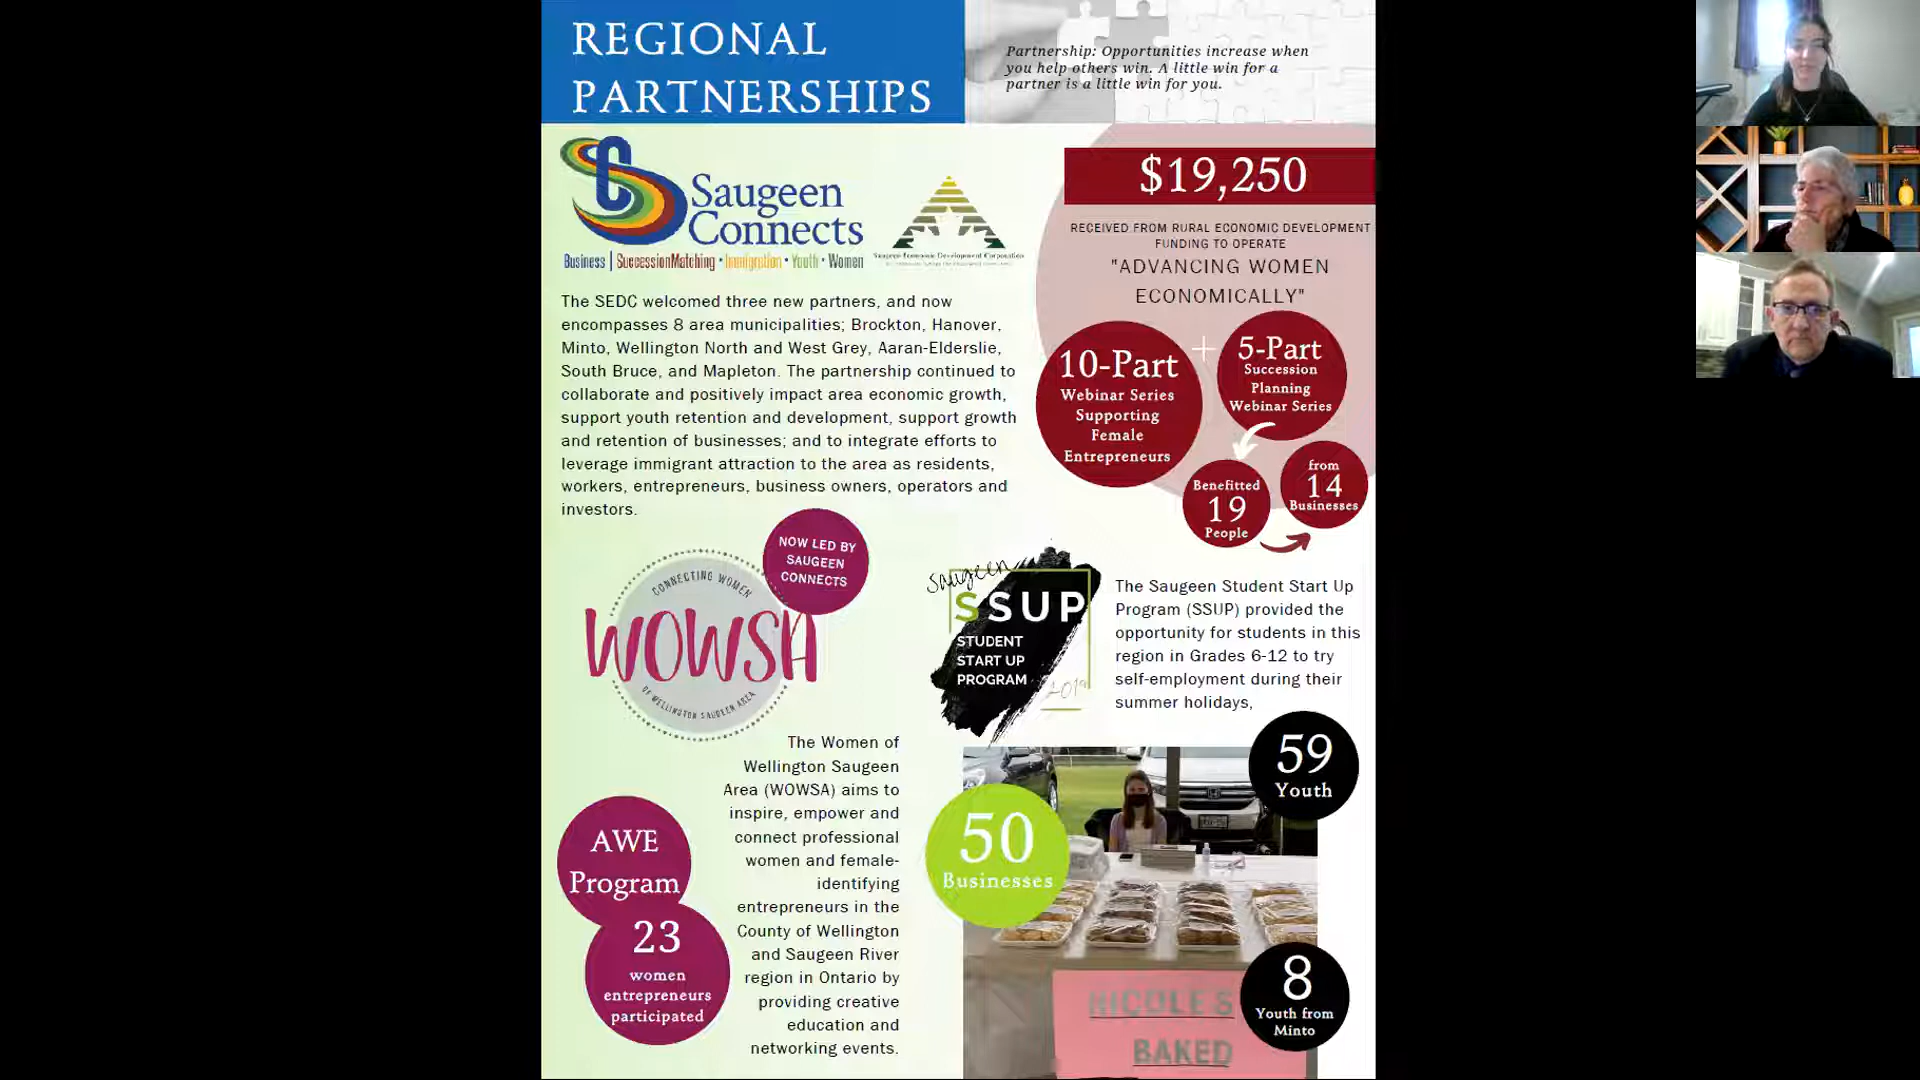 REGIONAL
PARTNERSHIPS
Partnership: Opportunities increase when
you help others win. A little win for a
partner is a little win for you.
Saugeen
Connects
Business | SuccessionMatching • Immigration • Youth • Women
Saugeen Economic Development Corporation
The SEDC welcomed three new partners, and now
encompasses 8 area municipalities; Brockton, Hanover,
Minto, Wellington North and West Grey, Aaran-Elderslie,
South Bruce, and Mapleton. The partnership continued to
collaborate and positively impact area economic growth,
support youth retention and development, support growth
and retention of businesses; and to integrate efforts to
leverage immigrant attraction to the area as residents,
workers, entrepreneurs, business owners, operators and
investors.
$19,250
RECEIVED FROM RURAL ECONOMIC DEVELOPMENT
FUNDING TO OPERATE
"ADVANCING WOMEN
ECONOMICALLY"
10-Part
Webinar Series
Supporting
Female
Entrepreneurs
+
5-Part
Succession
Planning
Webinar Series
Benefitted
19
People
from
14
Businesses
NOW LED BY
SAUGEEN
CONNECTS
CONNECTING WOMEN
WOWSA
OF WELLINGTON SAUGEEN AREA
The Women of
Wellington Saugeen
Area (WOWSA) aims to
inspire, empower and
connect professional
women and female-
identifying
entrepreneurs in the
County of Wellington
and Saugeen River
region in Ontario by
providing creative
education and
networking events.
AWE
Program
23
women
entrepreneurs
participated
Saugeen
SSUP
STUDENT
START UP
PROGRAM
2019
The Saugeen Student Start Up
Program (SSUP) provided the
opportunity for students in this
region in Grades 6-12 to try
self-employment during their
summer holidays,
59
Youth
50
Businesses
8
Youth from
Minto
NICOLE'S
BAKED